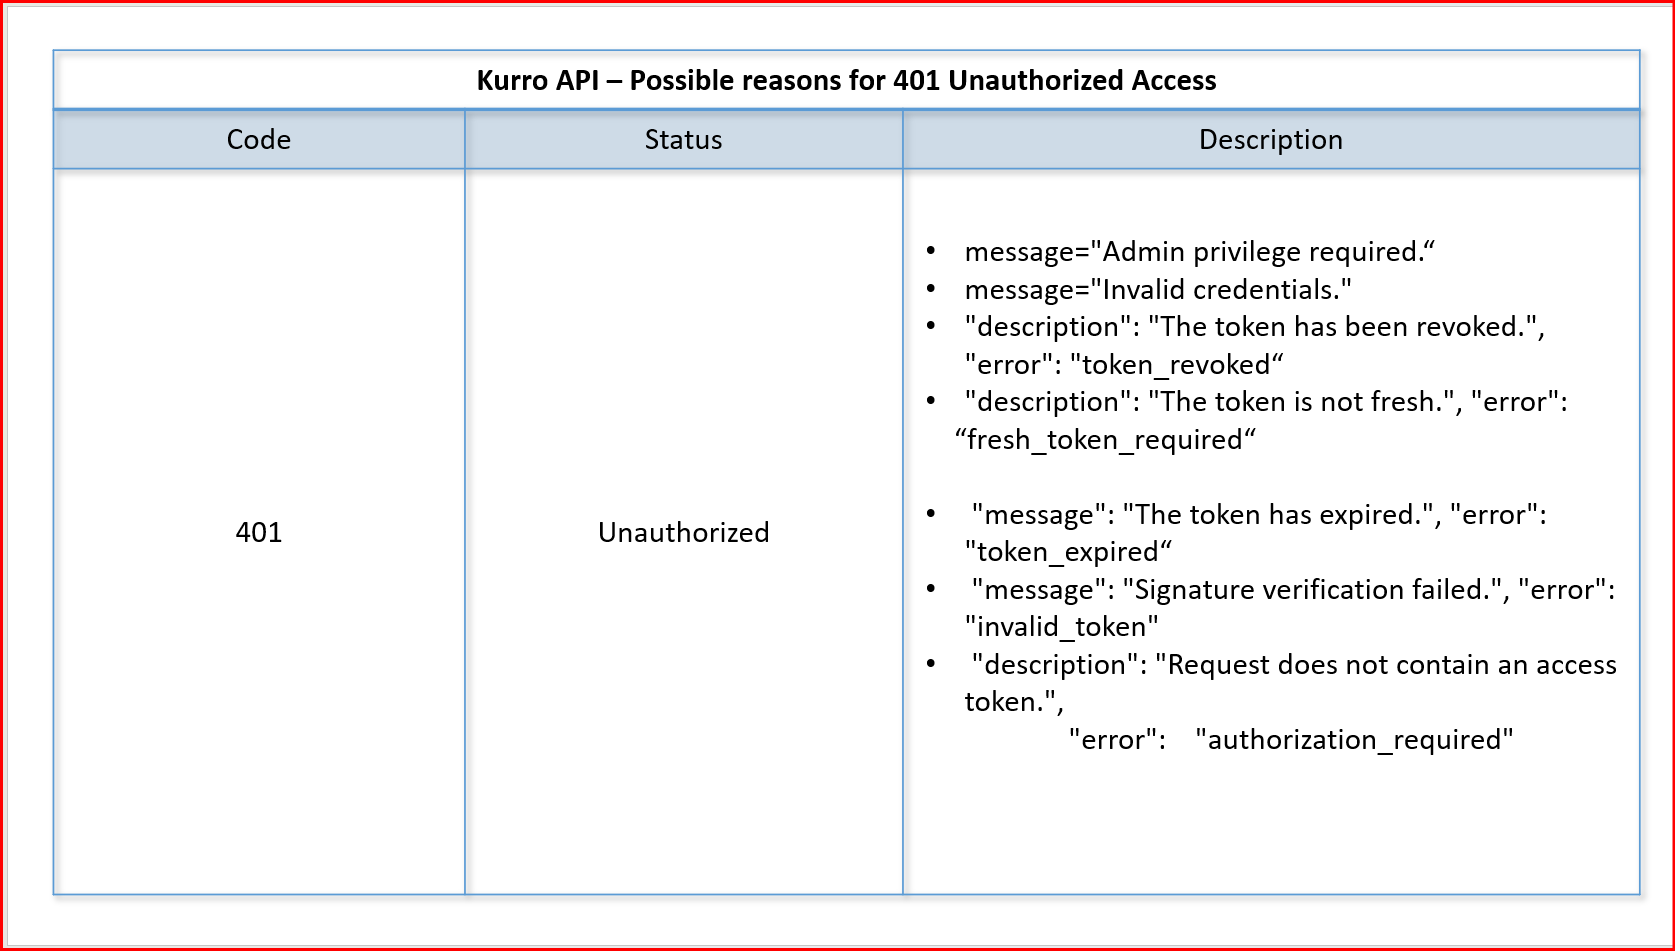 Kurro API – Possible reasons for 401 Unauthorized Access
Code Status Description
401 Unauthorized
• message="Admin privilege required.“
• message="Invalid credentials."
• "description": "The token has been revoked.",
"error": "token_revoked“
• "description": "The token is not fresh.", "error":
“fresh_token_required“
• "message": "The token has expired.", "error":
"token_expired“
• "message": "Signature verification failed.", "error":
"invalid_token"
• "description": "Request does not contain an access
token.",
"error": "authorization_required"